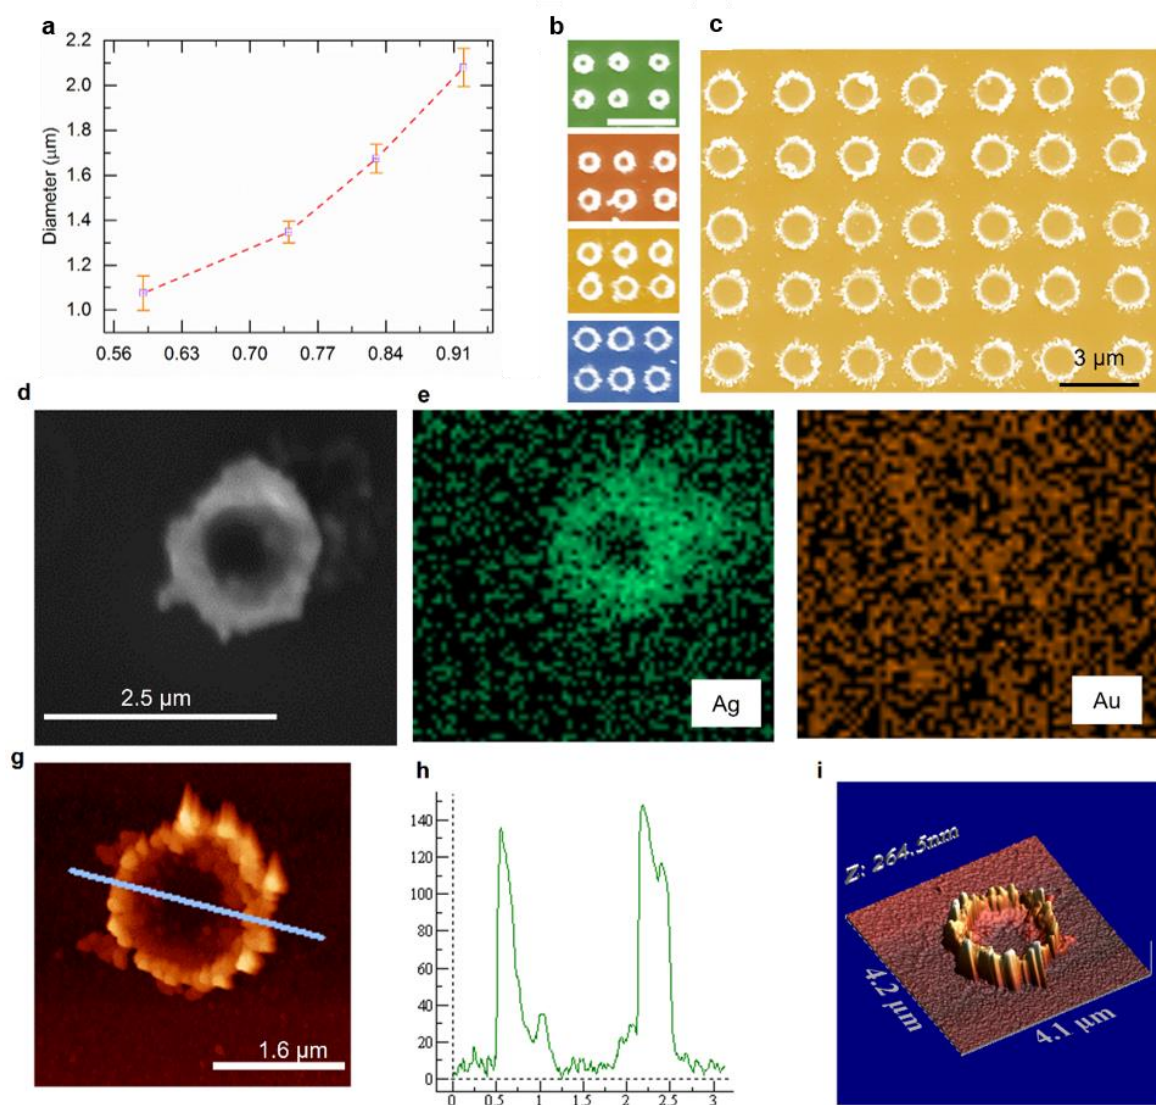 a
2.2
2.0
1.8
1.6
1.4
1.2
1.0
Diameter (μm)
0.56 0.63 0.70 0.77 0.84 0.91
b
c
3 μm
d
2.5 μm
e
Ag
Au
g
1.6 μm
h
140
120
100
80
60
40
20
0
0 0.5 1 1.5 2 2.5 3
i
Z: 264.5nm
4.2 μm
4.1 μm